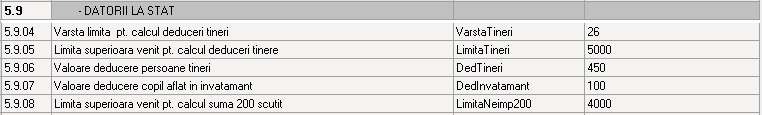 5.9 - DATORII LA STAT
5.9.04 Varsta limita pt. calcul deduceri tineri VarstaTineri 26
5.9.05 Limita superioara venit pt. calcul deduceri tinere LimitaTineri 5000
5.9.06 Valoare deducere persoane tineri DedTineri 450
5.9.07 Valoare deducere copil aflat in invatamant DedInvatamant 100
5.9.08 Limita superioara venit pt. calcul suma 200 scutit LimitaNeimp200 4000